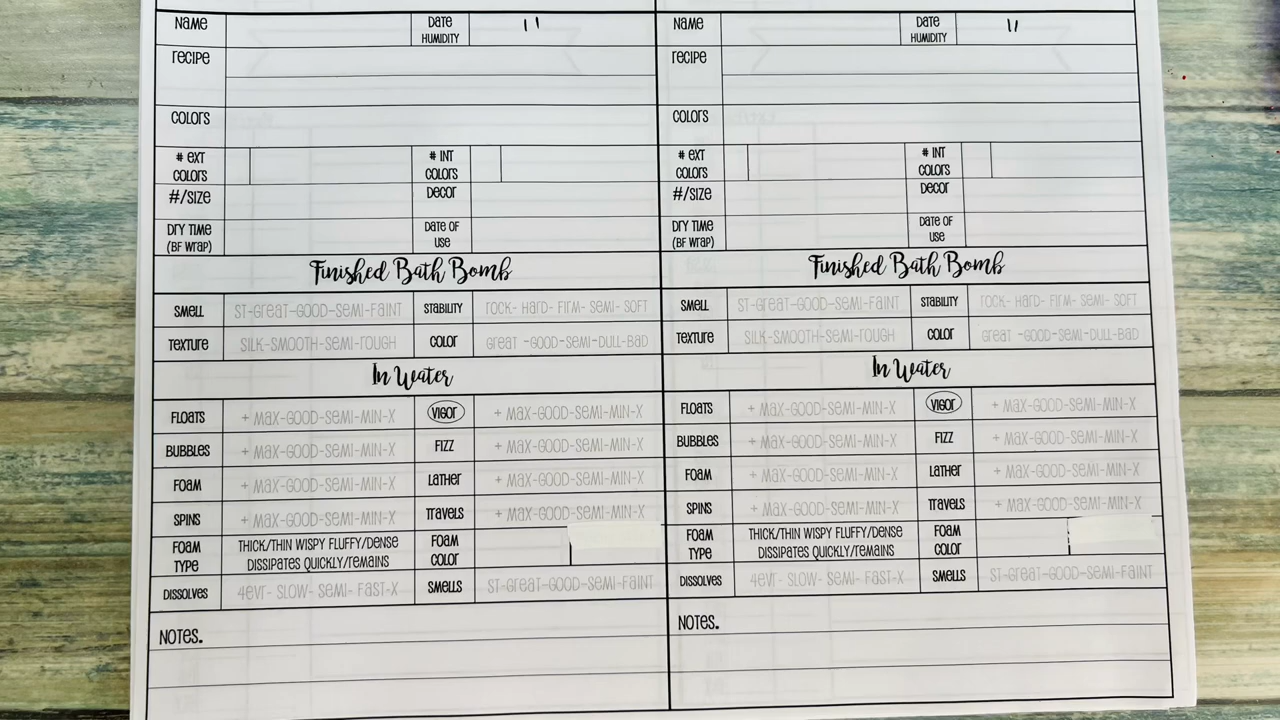 NAME DATE HUMIDITY 11
RECIPE
COLORS
# EXT COLORS # INT COLORS
#/SIZE DECOR
DRY TIME (BF WRAP) DATE OF USE
Finished Bath Bomb
SMELL ST-GREAT-GOOD-SEMI-FAINT STABILITY ROCK- HARD- FIRM- SEMI- SOFT
TEXTURE SILK-SMOOTH-SEMI-ROUGH COLOR GREAT -GOOD-SEMI-DULL-BAD
In Water
FLOATS + MAX-GOOD-SEMI-MIN-X VIGOR + MAX-GOOD-SEMI-MIN-X
BUBBLES + MAX-GOOD-SEMI-MIN-X FIZZ + MAX-GOOD-SEMI-MIN-X
FOAM + MAX-GOOD-SEMI-MIN-X LATHER + MAX-GOOD-SEMI-MIN-X
SPINS + MAX-GOOD-SEMI-MIN-X TRAVELS + MAX-GOOD-SEMI-MIN-X
FOAM TYPE THICK/THIN WISPY FLUFFY/DENSE DISSIPATES QUICKLY/REMAINS FOAM COLOR
DISSOLVES 4EVR- SLOW- SEMI- FAST-X SMELLS ST-GREAT-GOOD-SEMI-FAINT
NOTES.
NAME DATE HUMIDITY 11
RECIPE
COLORS
# EXT COLORS # INT COLORS
#/SIZE DECOR
DRY TIME (BF WRAP) DATE OF USE
Finished Bath Bomb
SMELL ST-GREAT-GOOD-SEMI-FAINT STABILITY ROCK- HARD- FIRM- SEMI- SOFT
TEXTURE SILK-SMOOTH-SEMI-ROUGH COLOR GREAT -GOOD-SEMI-DULL-BAD
In Water
FLOATS + MAX-GOOD-SEMI-MIN-X VIGOR + MAX-GOOD-SEMI-MIN-X
BUBBLES + MAX-GOOD-SEMI-MIN-X FIZZ + MAX-GOOD-SEMI-MIN-X
FOAM + MAX-GOOD-SEMI-MIN-X LATHER + MAX-GOOD-SEMI-MIN-X
SPINS + MAX-GOOD-SEMI-MIN-X TRAVELS + MAX-GOOD-SEMI-MIN-X
FOAM TYPE THICK/THIN WISPY FLUFFY/DENSE DISSIPATES QUICKLY/REMAINS FOAM COLOR
DISSOLVES 4EVR- SLOW- SEMI- FAST-X SMELLS ST-GREAT-GOOD-SEMI-FAINT
NOTES.